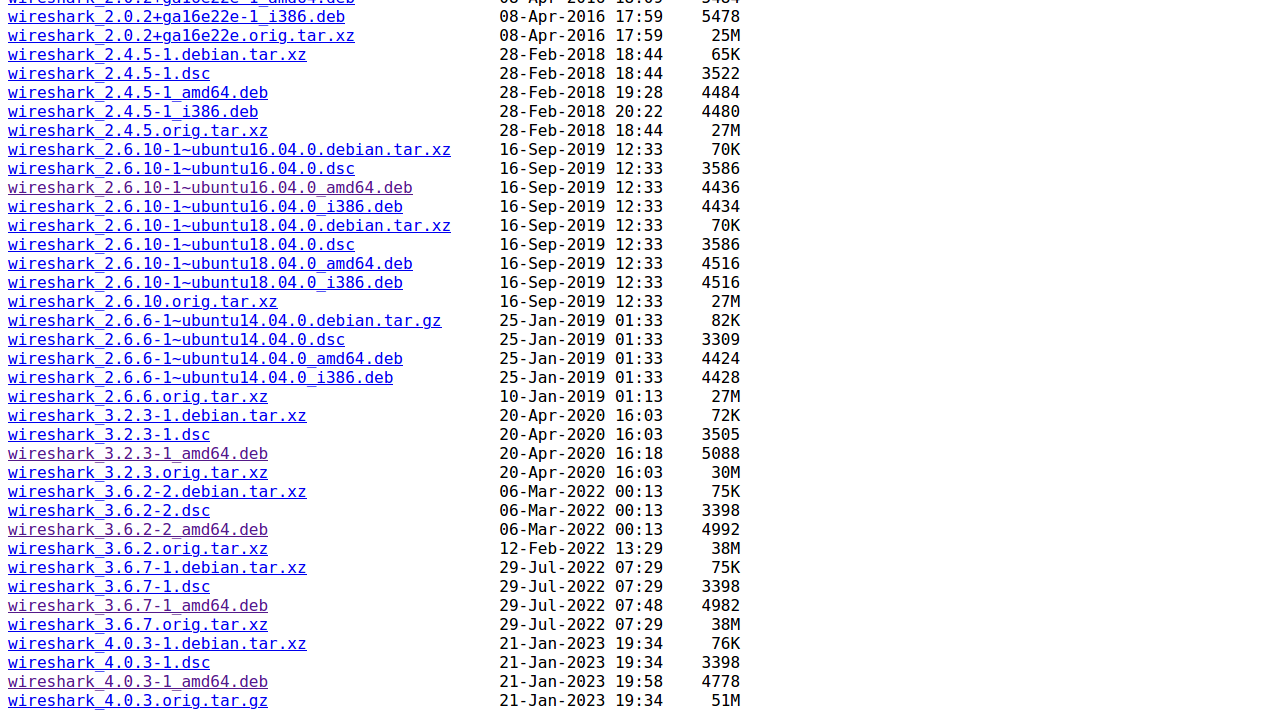 wireshark_2.0.2+ga16e22e-1_amd64.deb 08-Apr-2016 18:09 5484
wireshark_2.0.2+ga16e22e-1_i386.deb 08-Apr-2016 17:59 5478
wireshark_2.0.2+ga16e22e.orig.tar.xz 08-Apr-2016 17:59 25M
wireshark_2.4.5-1.debian.tar.xz 28-Feb-2018 18:44 65K
wireshark_2.4.5-1.dsc 28-Feb-2018 18:44 3522
wireshark_2.4.5-1_amd64.deb 28-Feb-2018 19:28 4484
wireshark_2.4.5-1_i386.deb 28-Feb-2018 20:22 4480
wireshark_2.4.5.orig.tar.xz 28-Feb-2018 18:44 27M
wireshark_2.6.10-1~ubuntu16.04.0.debian.tar.xz 16-Sep-2019 12:33 70K
wireshark_2.6.10-1~ubuntu16.04.0.dsc 16-Sep-2019 12:33 3586
wireshark_2.6.10-1~ubuntu16.04.0_amd64.deb 16-Sep-2019 12:33 4436
wireshark_2.6.10-1~ubuntu16.04.0_i386.deb 16-Sep-2019 12:33 4434
wireshark_2.6.10-1~ubuntu18.04.0.debian.tar.xz 16-Sep-2019 12:33 70K
wireshark_2.6.10-1~ubuntu18.04.0.dsc 16-Sep-2019 12:33 3586
wireshark_2.6.10-1~ubuntu18.04.0_amd64.deb 16-Sep-2019 12:33 4516
wireshark_2.6.10-1~ubuntu18.04.0_i386.deb 16-Sep-2019 12:33 4516
wireshark_2.6.10.orig.tar.xz 16-Sep-2019 12:33 27M
wireshark_2.6.6-1~ubuntu14.04.0.debian.tar.gz 25-Jan-2019 01:33 82K
wireshark_2.6.6-1~ubuntu14.04.0.dsc 25-Jan-2019 01:33 3309
wireshark_2.6.6-1~ubuntu14.04.0_amd64.deb 25-Jan-2019 01:33 4424
wireshark_2.6.6-1~ubuntu14.04.0_i386.deb 25-Jan-2019 01:33 4428
wireshark_2.6.6.orig.tar.xz 10-Jan-2019 01:13 27M
wireshark_3.2.3-1.debian.tar.xz 20-Apr-2020 16:03 72K
wireshark_3.2.3-1.dsc 20-Apr-2020 16:03 3505
wireshark_3.2.3-1_amd64.deb 20-Apr-2020 16:18 5088
wireshark_3.2.3.orig.tar.xz 20-Apr-2020 16:03 30M
wireshark_3.6.2-2.debian.tar.xz 06-Mar-2022 00:13 75K
wireshark_3.6.2-2.dsc 06-Mar-2022 00:13 3398
wireshark_3.6.2-2_amd64.deb 06-Mar-2022 00:13 4992
wireshark_3.6.2.orig.tar.xz 12-Feb-2022 13:29 38M
wireshark_3.6.7-1.debian.tar.xz 29-Jul-2022 07:29 75K
wireshark_3.6.7-1.dsc 29-Jul-2022 07:29 3398
wireshark_3.6.7-1_amd64.deb 29-Jul-2022 07:48 4982
wireshark_3.6.7.orig.tar.xz 29-Jul-2022 07:29 38M
wireshark_4.0.3-1.debian.tar.xz 21-Jan-2023 19:34 76K
wireshark_4.0.3-1.dsc 21-Jan-2023 19:34 3398
wireshark_4.0.3-1_amd64.deb 21-Jan-2023 19:58 4778
wireshark_4.0.3.orig.tar.gz 21-Jan-2023 19:34 51M